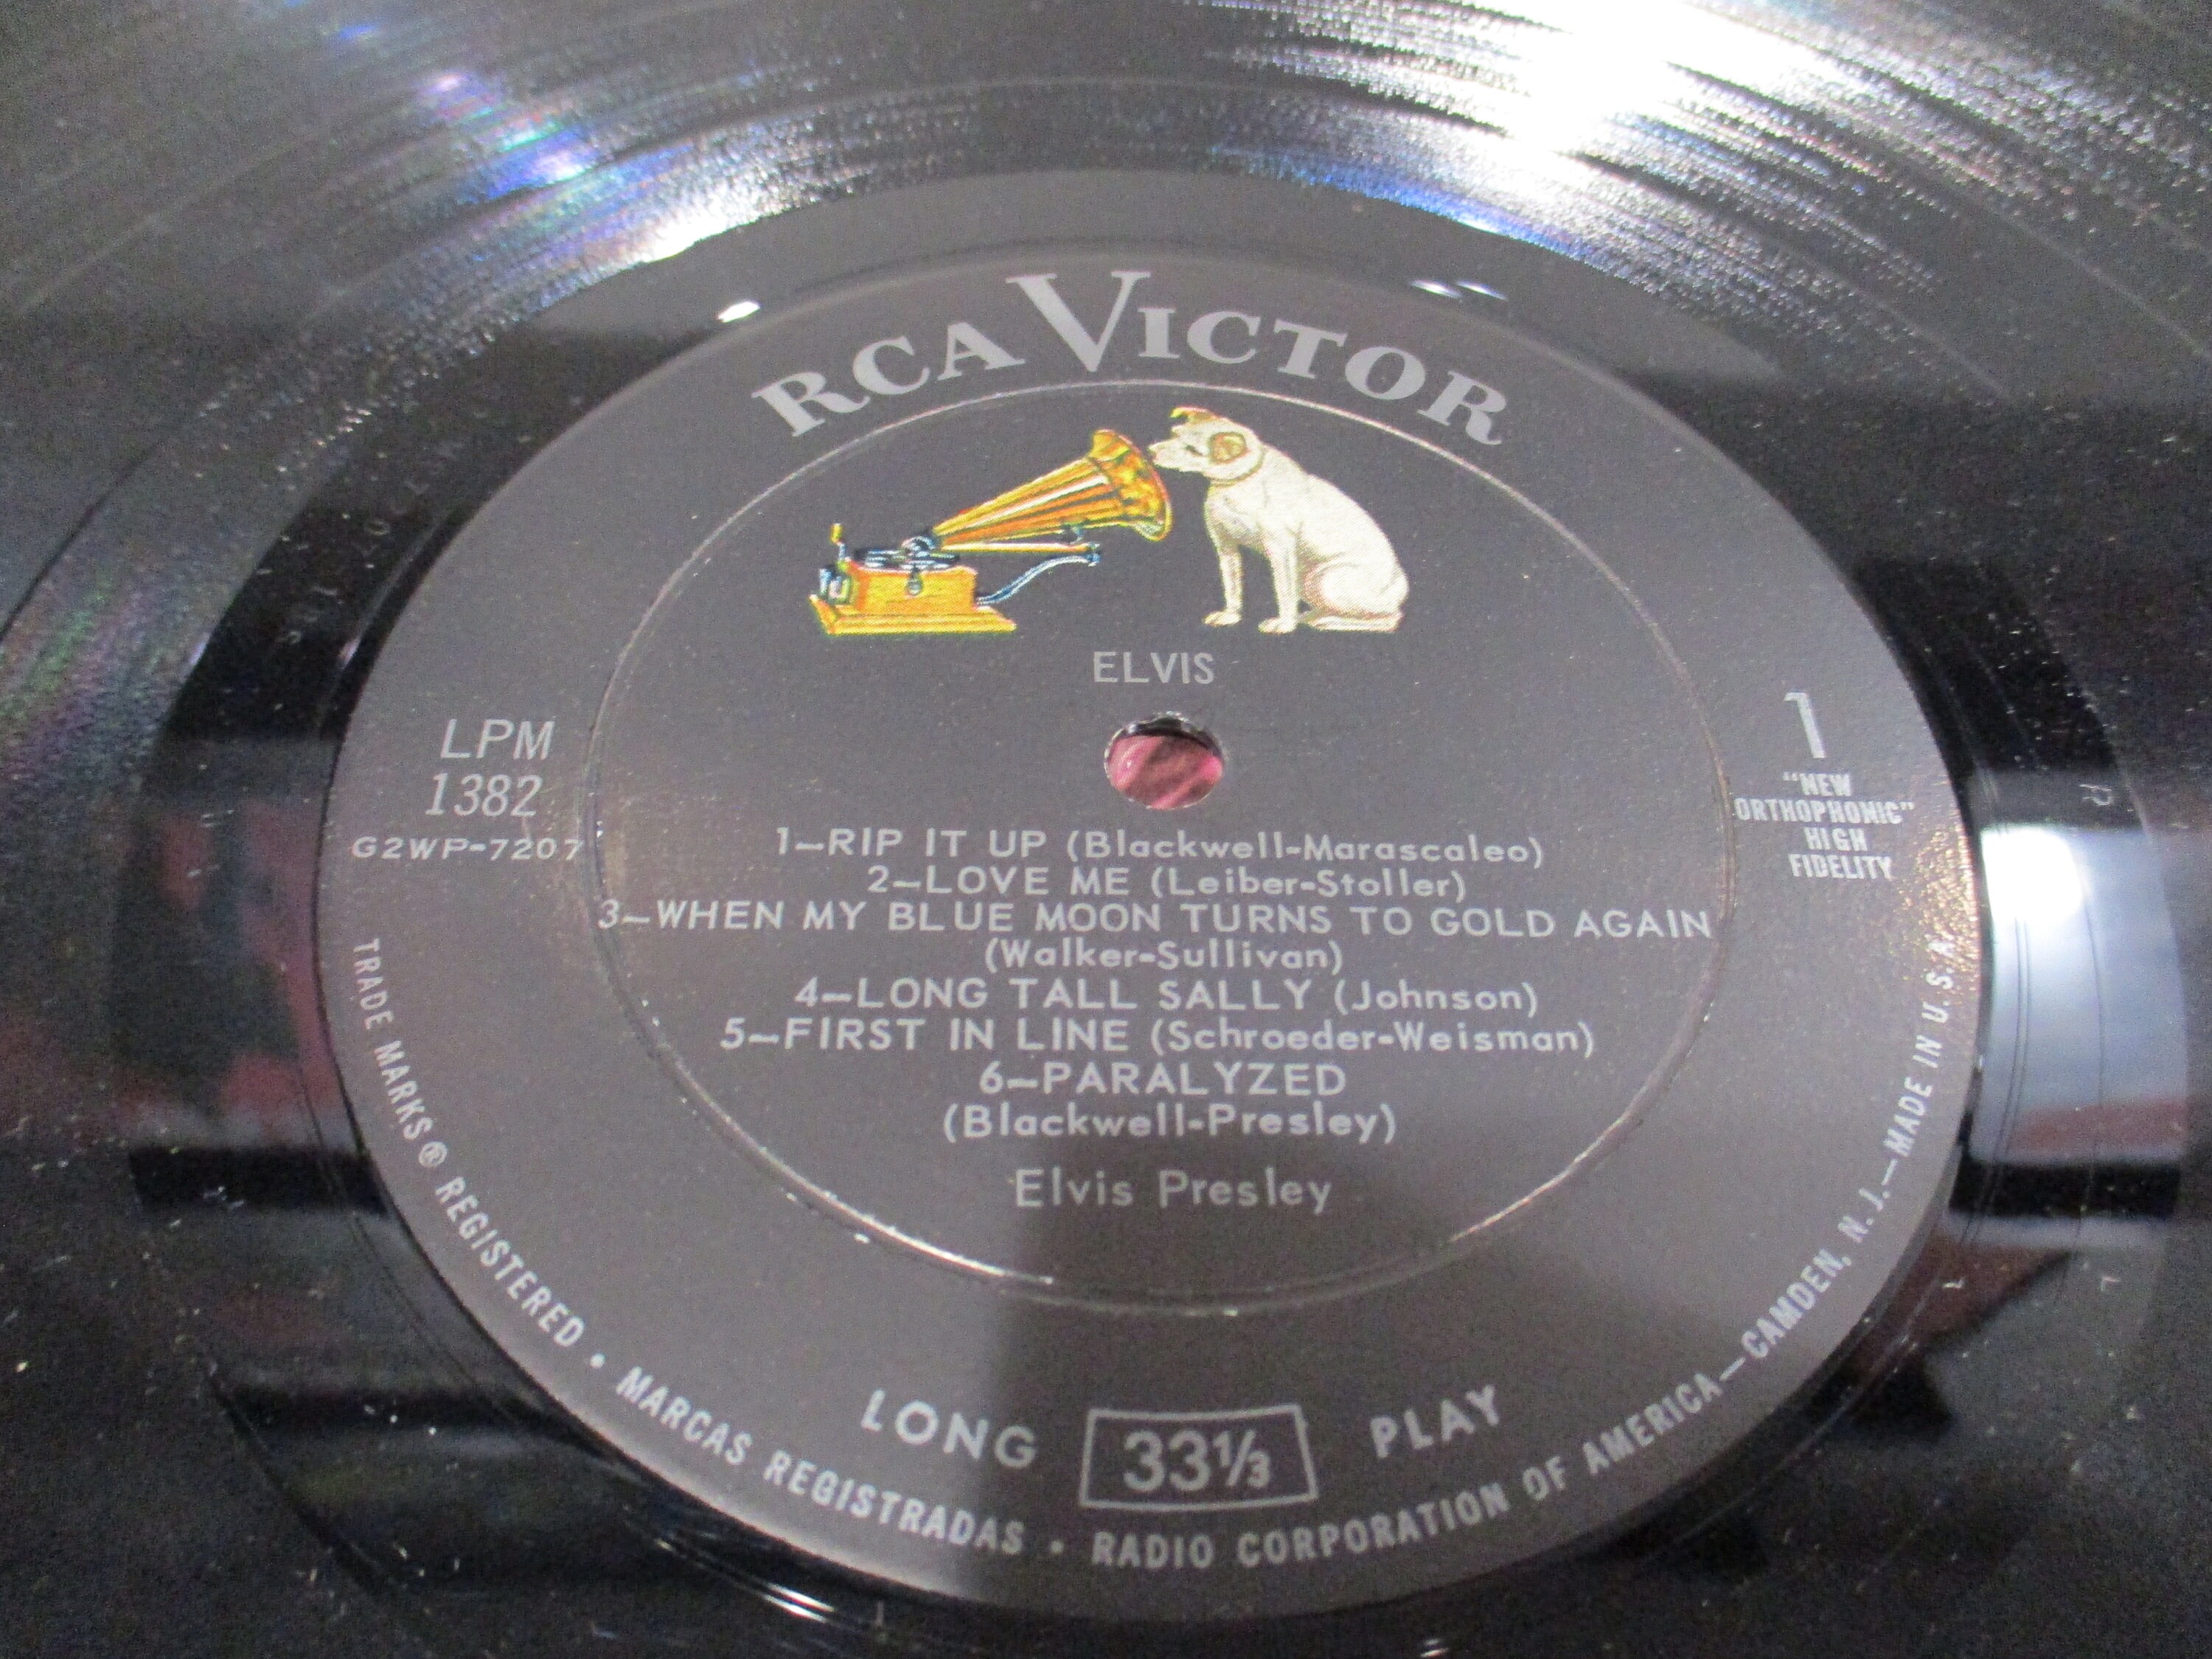 RCA VICTOR
ELVIS
LPM
1382
G2WP-7207
1
"NEW
ORTHOPHONIC"
HIGH
FIDELITY
1—RIP IT UP (Blackwell-Marascaleo)
2—LOVE ME (Leiber-Stoller)
3—WHEN MY BLUE MOON TURNS TO GOLD AGAIN
(Walker-Sullivan)
4—LONG TALL SALLY (Johnson)
5—FIRST IN LINE (Schroeder-Weisman)
6—PARALYZED
(Blackwell-Presley)
Elvis Presley
LONG 33⅓ PLAY
TRADE MARKS ® REGISTERED • MARCAS REGISTRADAS • RADIO CORPORATION OF AMERICA—CAMDEN, N. J.—MADE IN U. S. A.